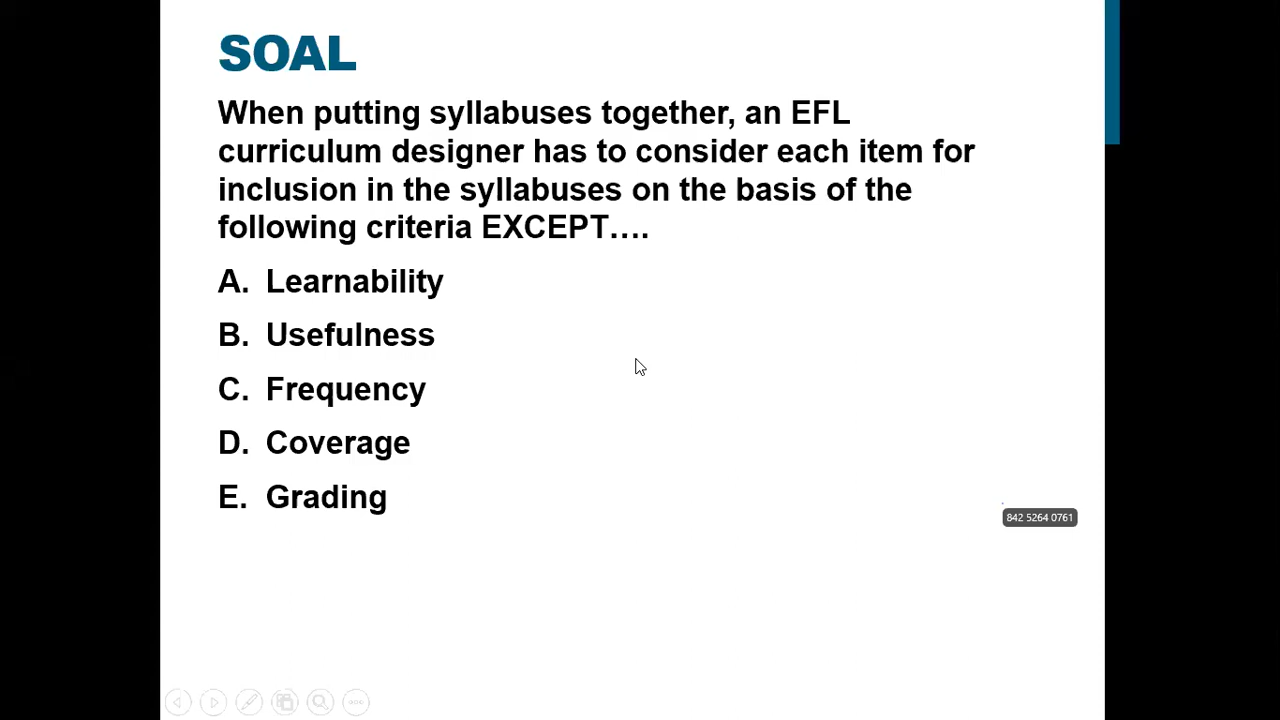 SOAL
When putting syllabuses together, an EFL
curriculum designer has to consider each item for
inclusion in the syllabuses on the basis of the
following criteria EXCEPT....
A. Learnability
B. Usefulness
C. Frequency
D. Coverage
E. Grading
842 5264 0761